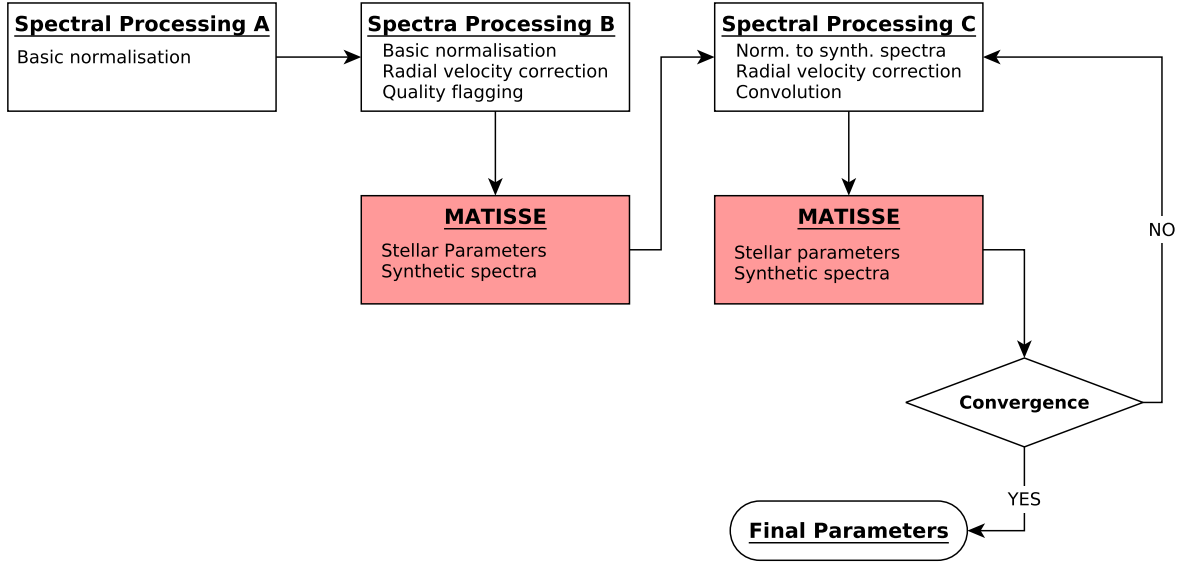 Spectral Processing A
Basic normalisation
Spectra Processing B
Basic normalisation
Radial velocity correction
Quality flagging
Spectral Processing C
Norm. to synth. spectra
Radial velocity correction
Convolution
MATISSE
Stellar Parameters
Synthetic spectra
MATISSE
Stellar parameters
Synthetic spectra
NO
Convergence
YES
Final Parameters